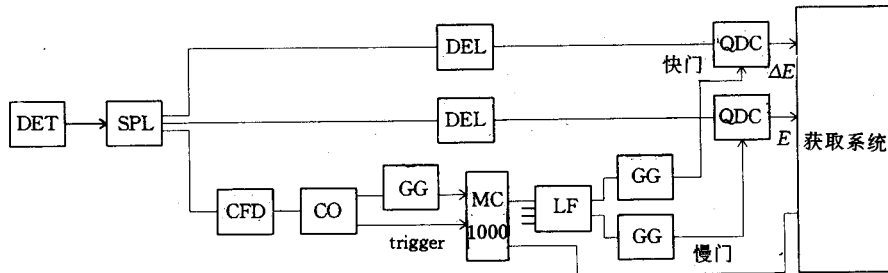 DEL
QDC
快门
ΔE
DET
SPL
DEL
QDC
E
获取系统
GG
GG
CFD
CO
MC
1000
LF
trigger
GG
慢门